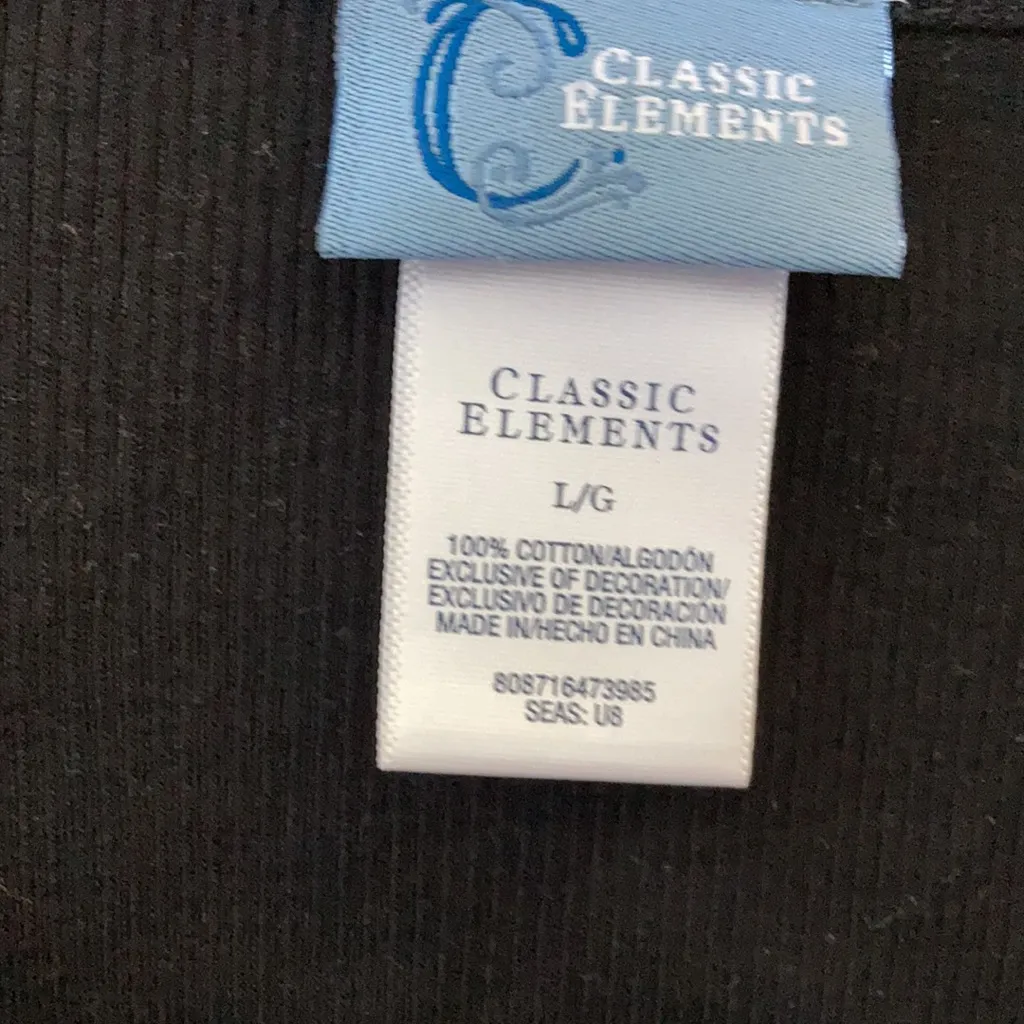 CLASSIC
ELEMENTS
CLASSIC
ELEMENTS
L/G
100% COTTON/ALGODÓN
EXCLUSIVE OF DECORATION/
EXCLUSIVO DE DECORACIÓN
MADE IN/HECHO EN CHINA
808716473985
SEAS: U8